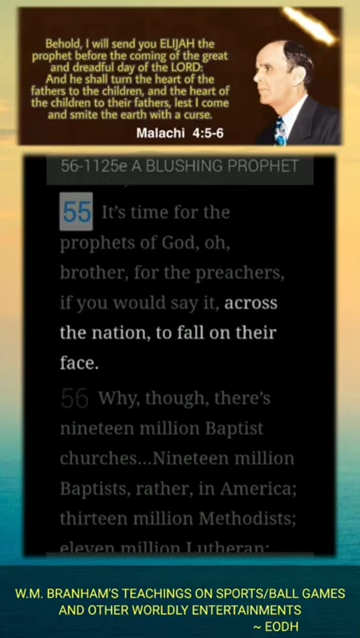 Behold, I will send you ELIJAH the
prophet before the coming of the great
and dreadful day of the LORD:
And he shall turn the heart of the
fathers to the children, and the heart of
the children to their fathers, lest I come
and smite the earth with a curse.
Malachi 4:5-6
56-1125e A BLUSHING PROPHET
55 It's time for the
prophets of God, oh,
brother, for the preachers,
if you would say it, across
the nation, to fall on their
face.
56 Why, though, there's
nineteen million Baptist
churches...Nineteen million
Baptists, rather, in America;
thirteen million Methodists;
eleven million Lutheran;
W.M. BRANHAM'S TEACHINGS ON SPORTS/BALL GAMES
AND OTHER WORLDLY ENTERTAINMENTS
~ EODH